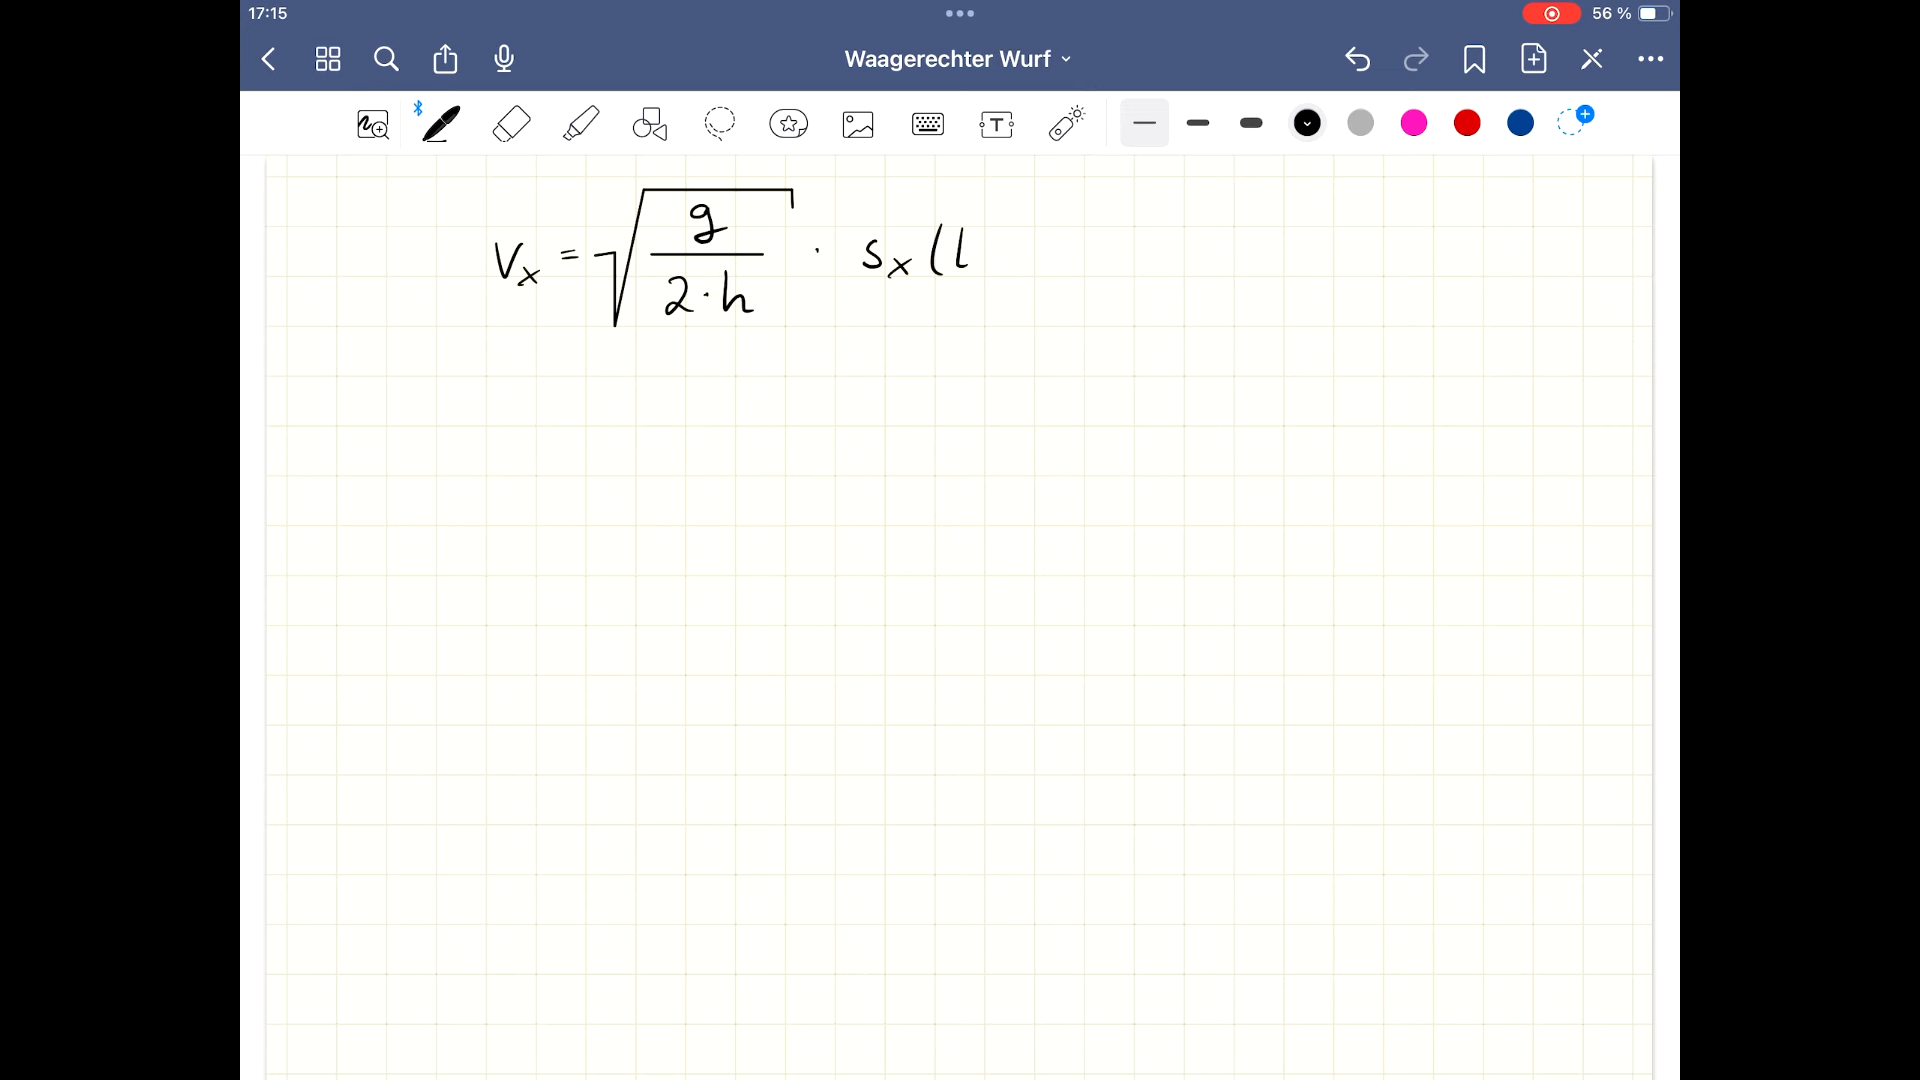 17:15
56 %
Waagerechter Wurf
T
Vx = √(g / 2·h) · sx (l